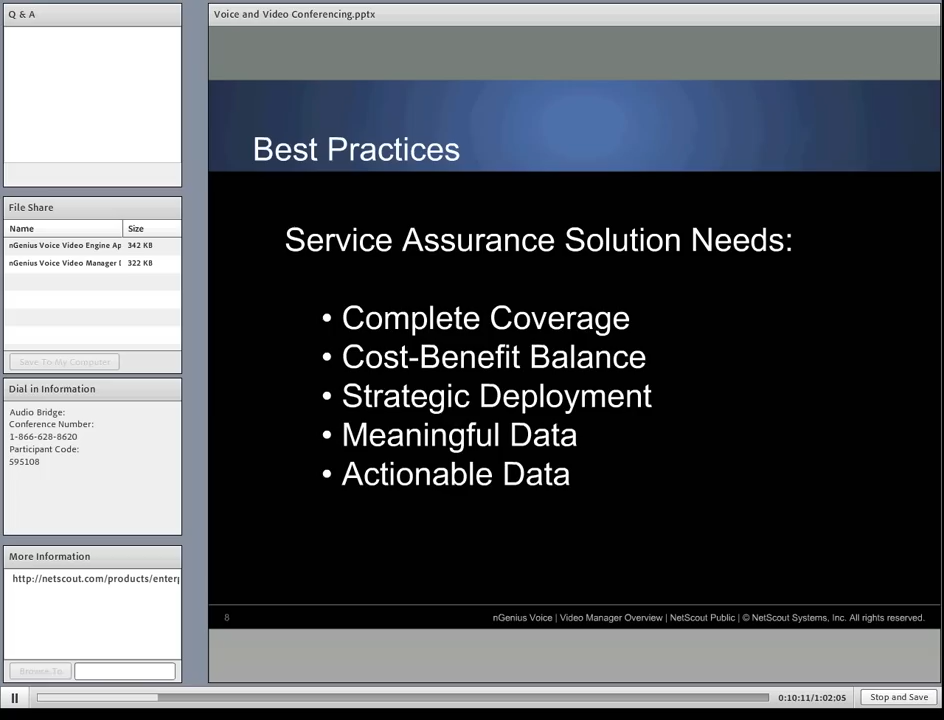 Q & A
File Share
Name Size
nGenius Voice Video Engine Ap 342 KB
nGenius Voice Video Manager 322 KB
Save To My Computer
Dial in Information
Audio Bridge:
Conference Number:
1-866-628-8620
Participant Code:
595108
More Information
http://netscout.com/products/enter
Browse To
Voice and Video Conferencing.pptx
Best Practices
Service Assurance Solution Needs:
• Complete Coverage
• Cost-Benefit Balance
• Strategic Deployment
• Meaningful Data
• Actionable Data
8
nGenius Voice | Video Manager Overview | NetScout Public | © NetScout Systems, Inc. All rights reserved.
0:10:11/1:02:05
Stop and Save